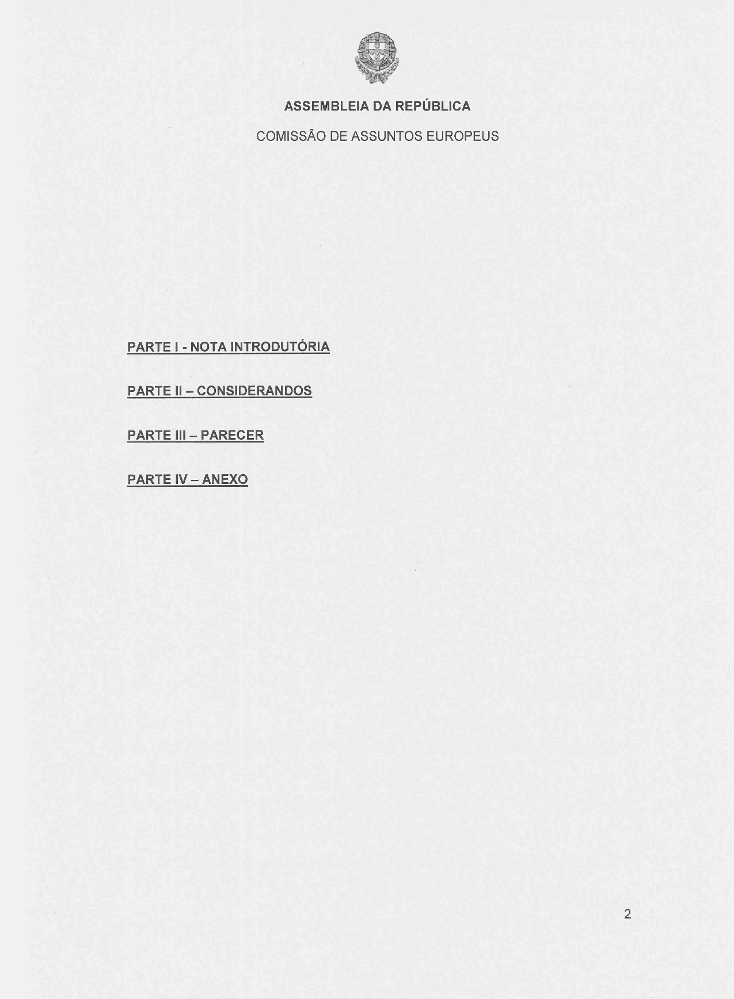 ASSEMBLEIA DA REPÚBLICA
COMISSÃO DE ASSUNTOS EUROPEUS
PARTE I - NOTA INTRODUTÓRIA
PARTE II – CONSIDERANDOS
PARTE III – PARECER
PARTE IV – ANEXO
2